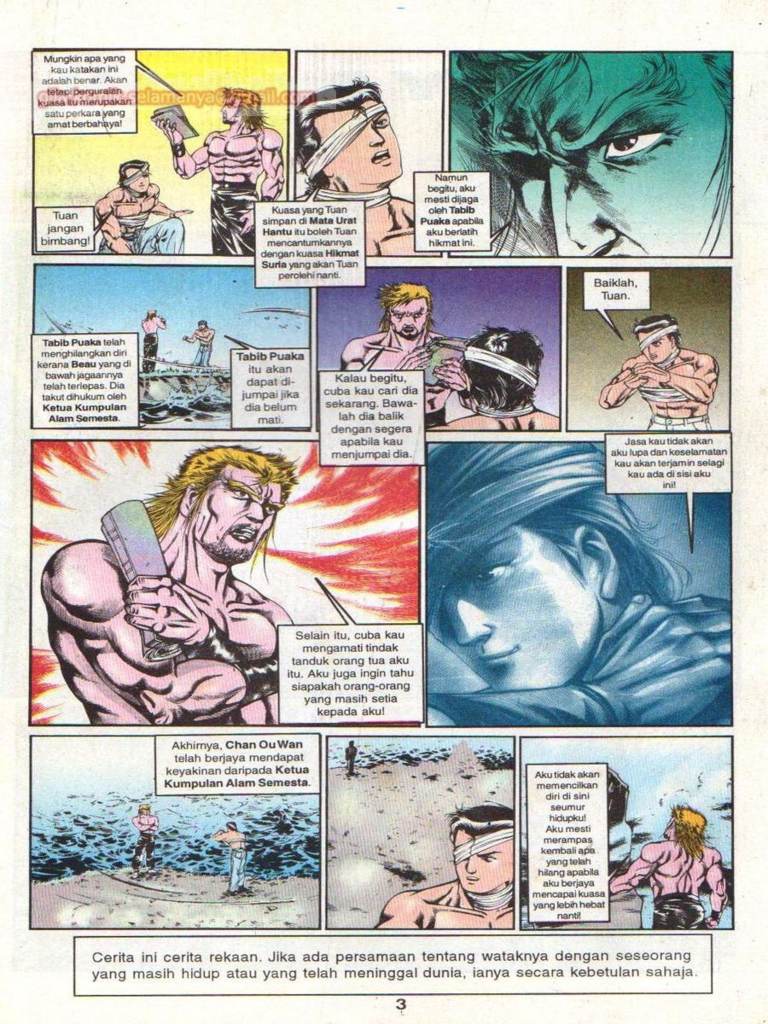 Mungkin apa yang
kau katakan ini
adalah benar. Akan
tetapi pergurulan
kuasa itu merupakan
satu perkara yang
amat berbahaya!
Tuan
jangan
bimbang!
Kuasa yang Tuan
simpan di Mata Urat
Hantu itu Tuan
mencantumkannya
dengan kuasa Hikmat
Suria yang akan Tuan
perolehi nanti.
Namun
begitu, aku
mesti dijaga
oleh Tabib
Puaka apabila
aku berlatih
hikmat ini.
Tabib Puaka telah
menghilangkan diri
kerana Beau yang di
bawah jagaannya
telah terlepas. Dia
takut dihukum oleh
Ketua Kumpulan
Alam Semesta.
Tabib Puaka
itu akan
dapat di-
jumpai jika
dia belum
mati.
Kalau begitu,
cuba kau cari dia
sekarang. Bawa-
lah dia balik
dengan segera
apabila kau
menjumpai dia.
Baiklah,
Tuan.
Selain itu, cuba kau
mengamati tindak
tanduk orang tua aku
itu. Aku juga ingin tahu
siapakah orang-orang
yang masih setia
kepada aku!
Jasa kau tidak akan
aku lupa dan keselamatan
kau akan terjamin selagi
kau ada di sisi aku
ini!
Akhirnya, Chan Ou Wan
telah berjaya mendapat
keyakinan daripada Ketua
Kumpulan Alam Semesta.
Aku tidak akan
memencilkan
diri di sini
seumur
hidupku!
Aku mesti
merampas
kembali apa
yang telah
hilang apabila
aku berjaya
mencapai kuasa
yang lebih hebat
nanti!
Cerita ini cerita rekaan. Jika ada persamaan tentang wataknya dengan seseorang
yang masih hidup atau yang telah meninggal dunia, ianya secara kebetulan sahaja.
3